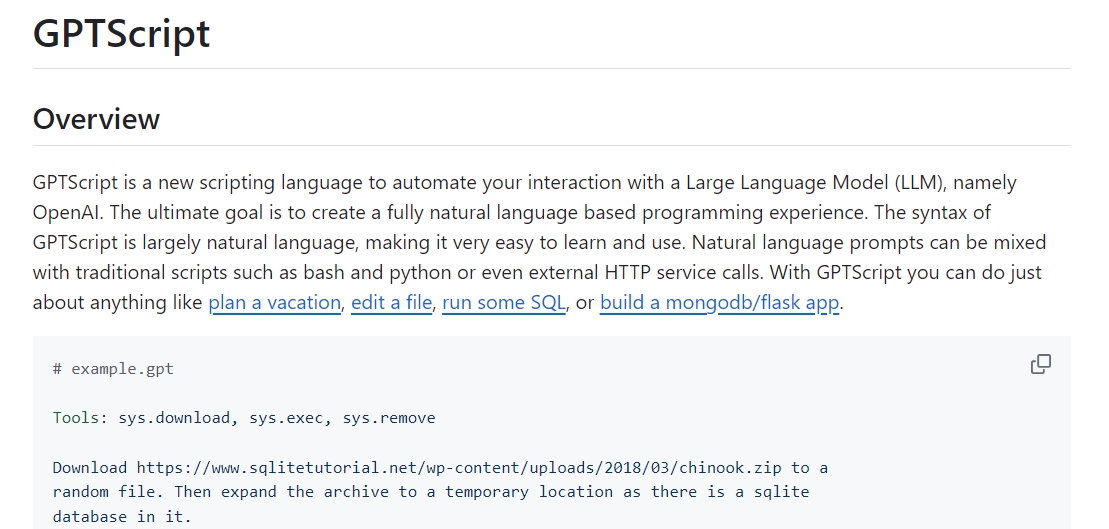 GPTScript
Overview
GPTScript is a new scripting language to automate your interaction with a Large Language Model (LLM), namely
OpenAI. The ultimate goal is to create a fully natural language based programming experience. The syntax of
GPTScript is largely natural language, making it very easy to learn and use. Natural language prompts can be mixed
with traditional scripts such as bash and python or even external HTTP service calls. With GPTScript you can do just
about anything like plan a vacation, edit a file, run some SQL, or build a mongodb/flask app.
# example.gpt
Tools: sys.download, sys.exec, sys.remove
Download https://www.sqlitetutorial.net/wp-content/uploads/2018/03/chinook.zip to a
random file. Then expand the archive to a temporary location as there is a sqlite
database in it.